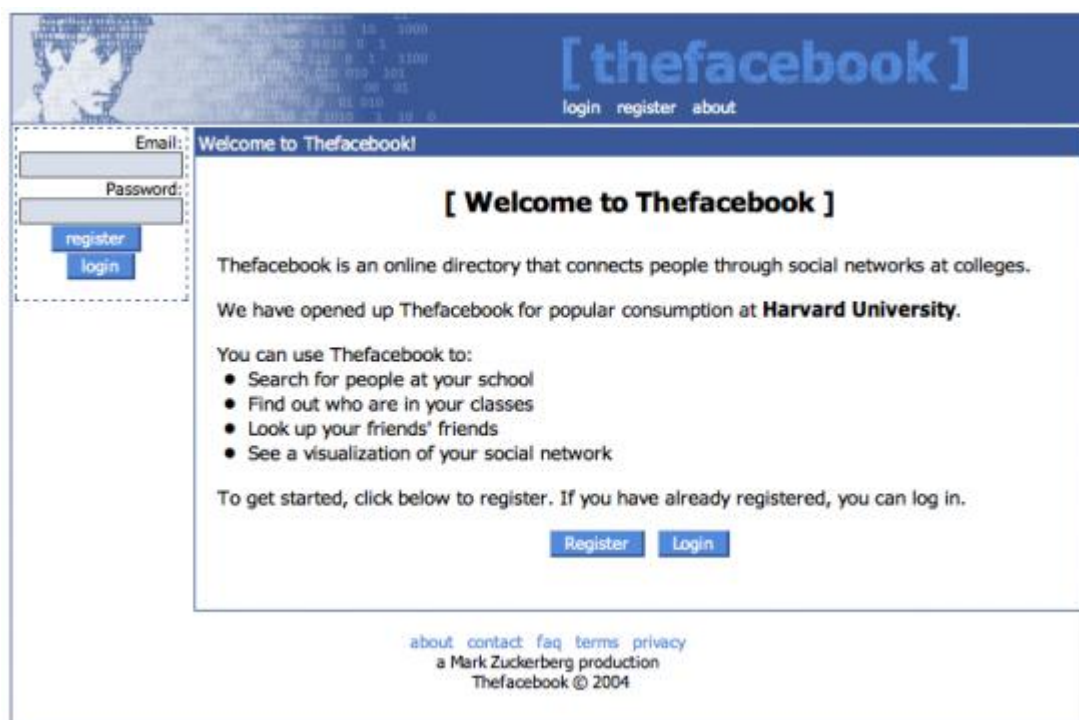 [ thefacebook ]
login register about
Email:
Password:
register
login
Welcome to Thefacebook!
[ Welcome to Thefacebook ]
Thefacebook is an online directory that connects people through social networks at colleges.
We have opened up Thefacebook for popular consumption at Harvard University.
You can use Thefacebook to:
• Search for people at your school
• Find out who are in your classes
• Look up your friends' friends
• See a visualization of your social network
To get started, click below to register. If you have already registered, you can log in.
Register Login
about contact faq terms privacy
a Mark Zuckerberg production
Thefacebook © 2004